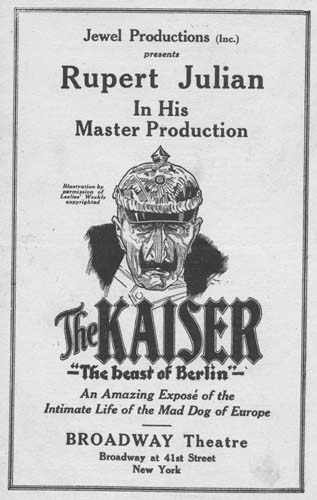 Jewel Productions (Inc.)
presents
Rupert Julian
In His
Master Production
Illustration by
permission of
Leslies' Weekly
copyrighted
The KAISER
"The beast of Berlin"
An Amazing Exposé of the
Intimate Life of the Mad Dog of Europe
BROADWAY Theatre
Broadway at 41st Street
New York